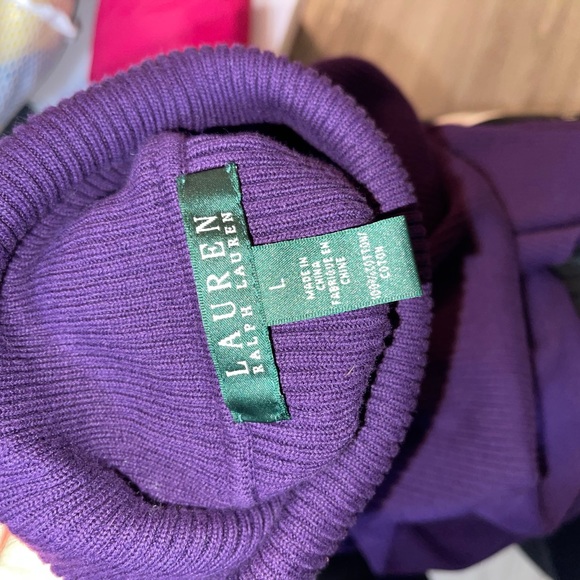 LAUREN
RALPH LAUREN
L
MADE IN
CHINA
FABRIQUÉ EN
CHINE
100% COTTON
COTON